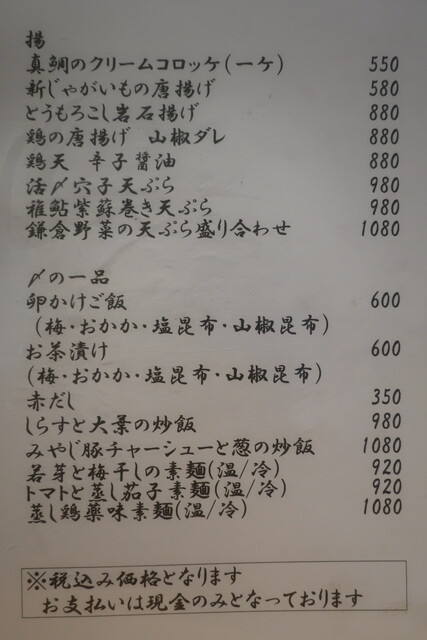 揚
真鯛のクリームコロッケ(一ケ) 550
新じゃがいもの唐揚げ 580
とうもろこし岩石揚げ 880
鶏の唐揚げ 山椒ダレ 880
鶏天 辛子醤油 880
活〆穴子天ぷら 980
稚鮎紫蘇巻き天ぷら 980
鎌倉野菜の天ぷら盛り合わせ 1080
〆の一品
卵かけご飯 600
(梅・おかか・塩昆布・山椒昆布)
お茶漬け 600
(梅・おかか・塩昆布・山椒昆布)
赤だし 350
しらすと大葉の炒飯 980
みやじ豚チャーシューと葱の炒飯 1080
若芽と梅干しの素麺(温/冷) 920
トマトと蒸し茄子素麺(温/冷) 920
蒸し鶏薬味素麺(温/冷) 1080
※税込み価格となります
お支払いは現金のみとなっております